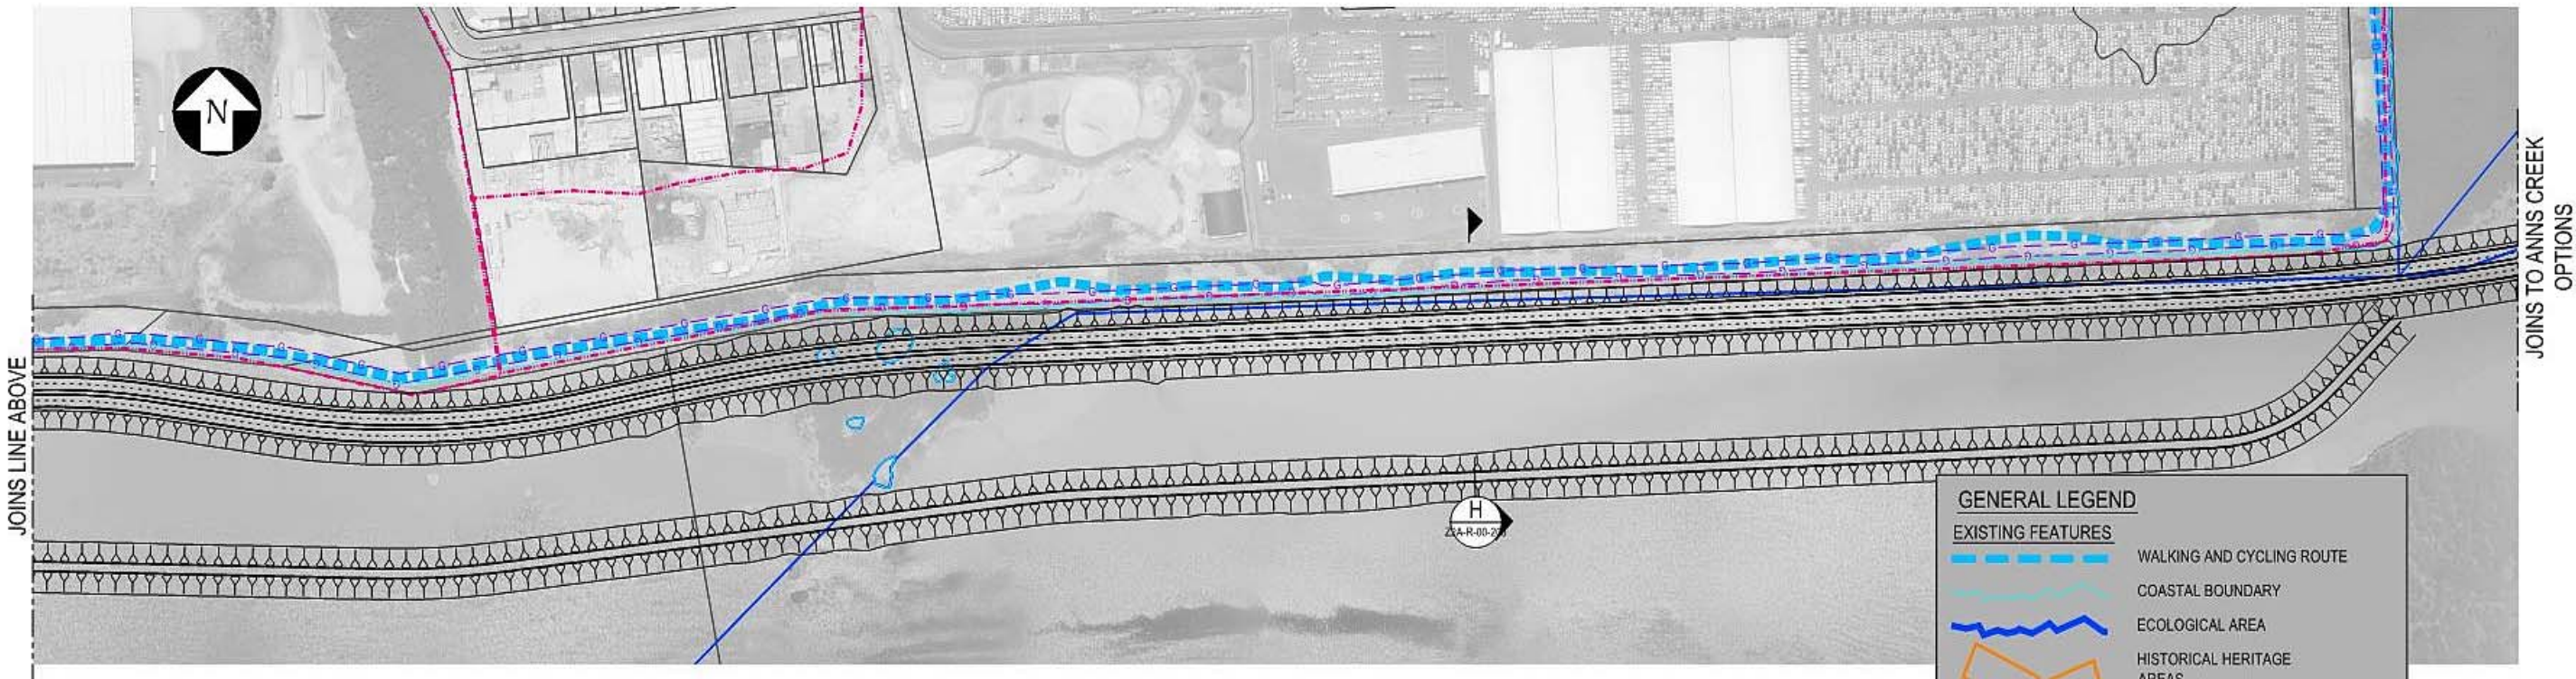 N
JOINS LINE ABOVE
JOINS TO ANNS CREEK
OPTIONS
H
GENERAL LEGEND
EXISTING FEATURES
WALKING AND CYCLING ROUTE
COASTAL BOUNDARY
ECOLOGICAL AREA
HISTORICAL HERITAGE
AREAS